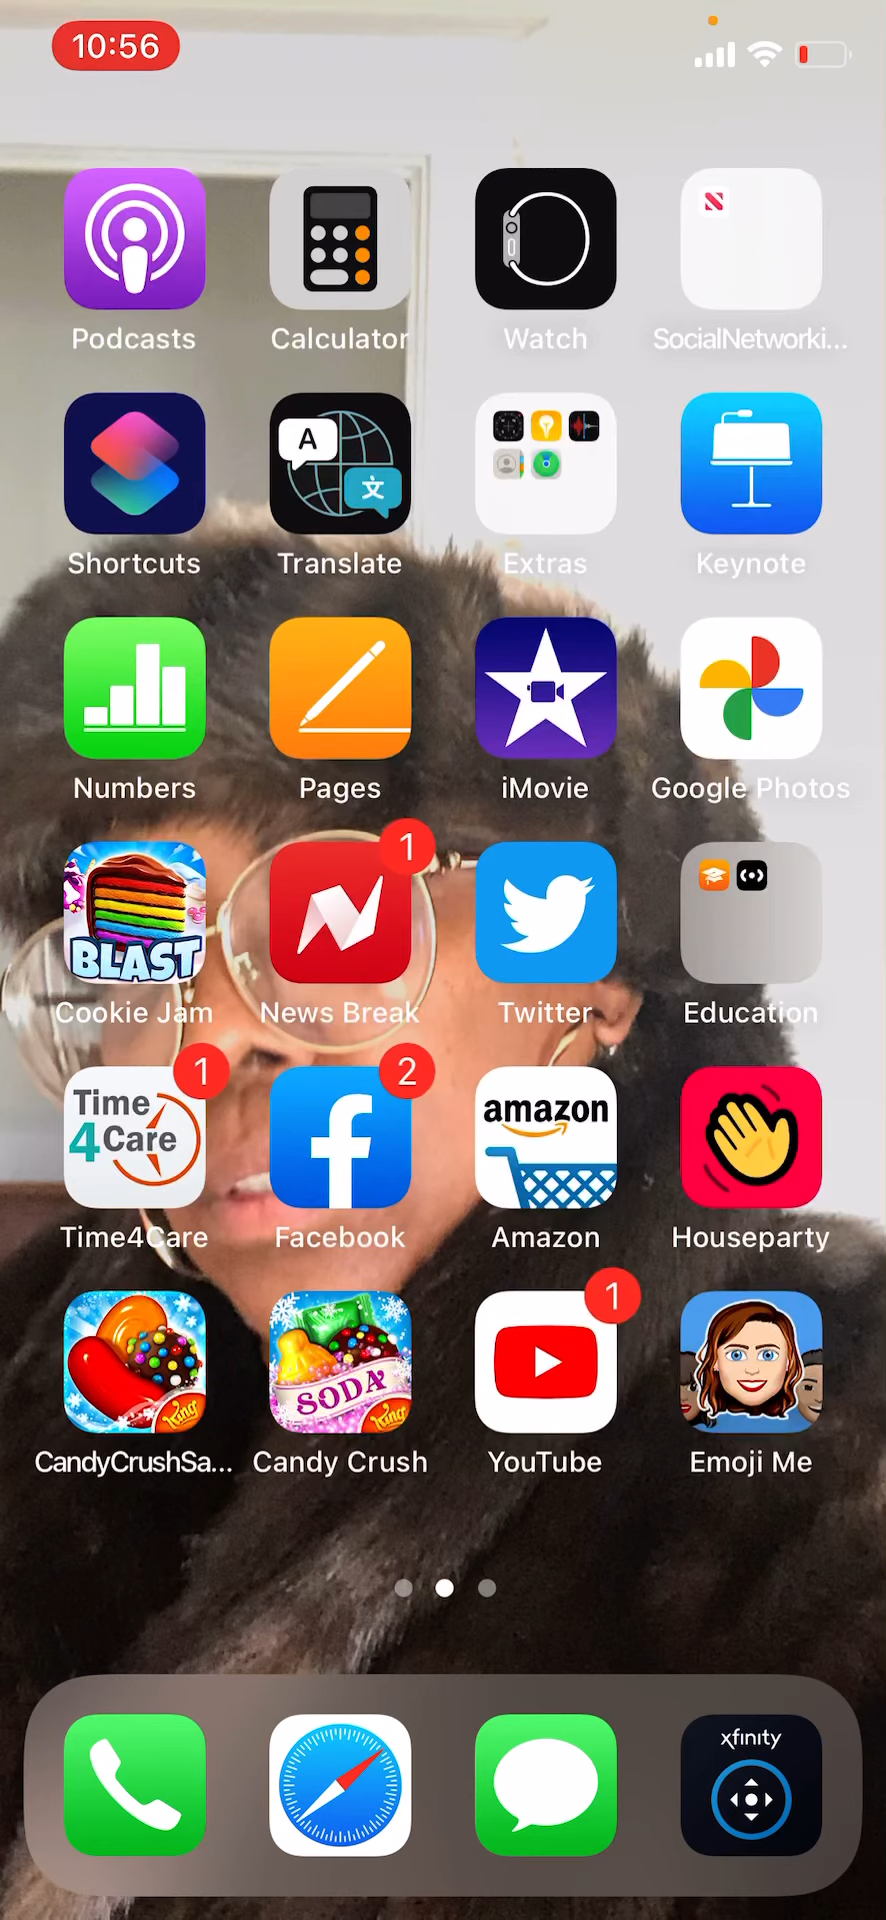 10:56
Podcasts
Calculator
Watch
SocialNetworki...
A
文
Shortcuts
Translate
Extras
Keynote
Numbers
Pages
iMovie
Google Photos
BLAST
1
Cookie Jam
News Break
Twitter
Education
Time
4Care
1
2
amazon
Time4Care
Facebook
Amazon
Houseparty
King
SODA
King
1
CandyCrushSa...
Candy Crush
YouTube
Emoji Me
xfinity